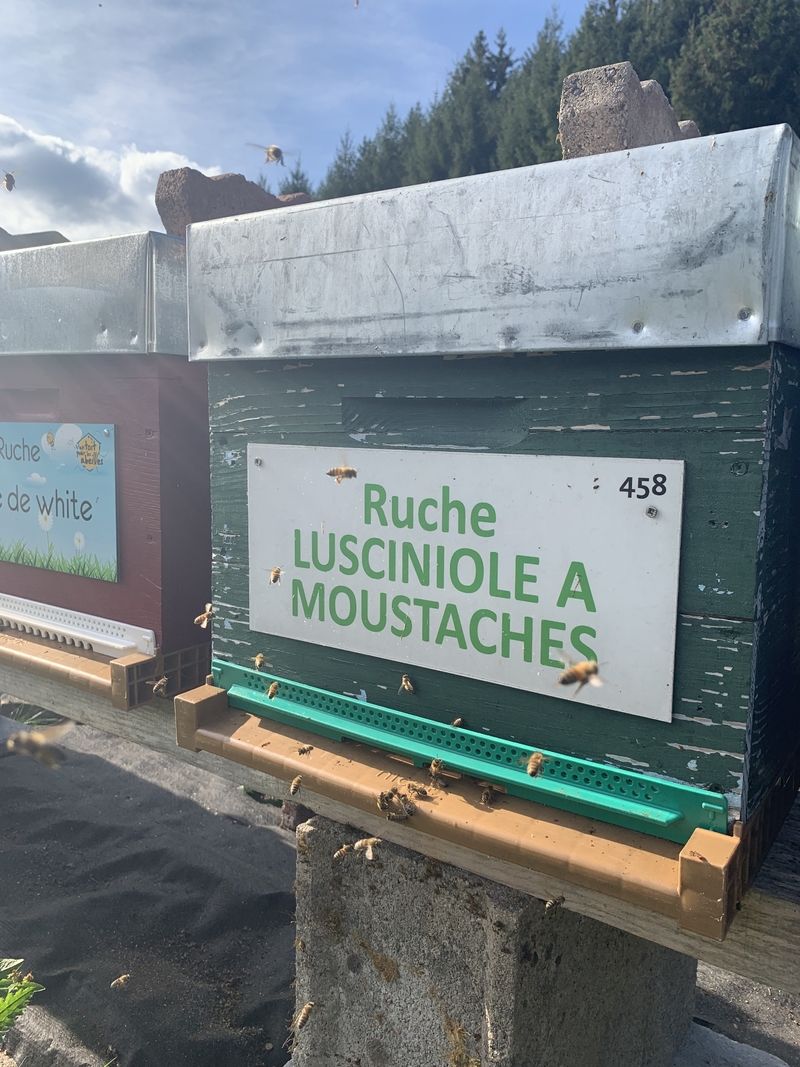 Ruche
de white
458
Ruche
LUSCINIOLE A
MOUSTACHES